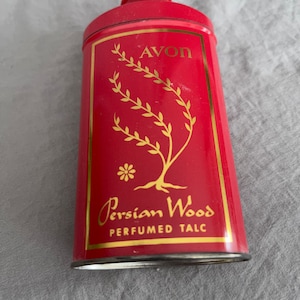 AVON
Persian Wood
PERFUMED TALC